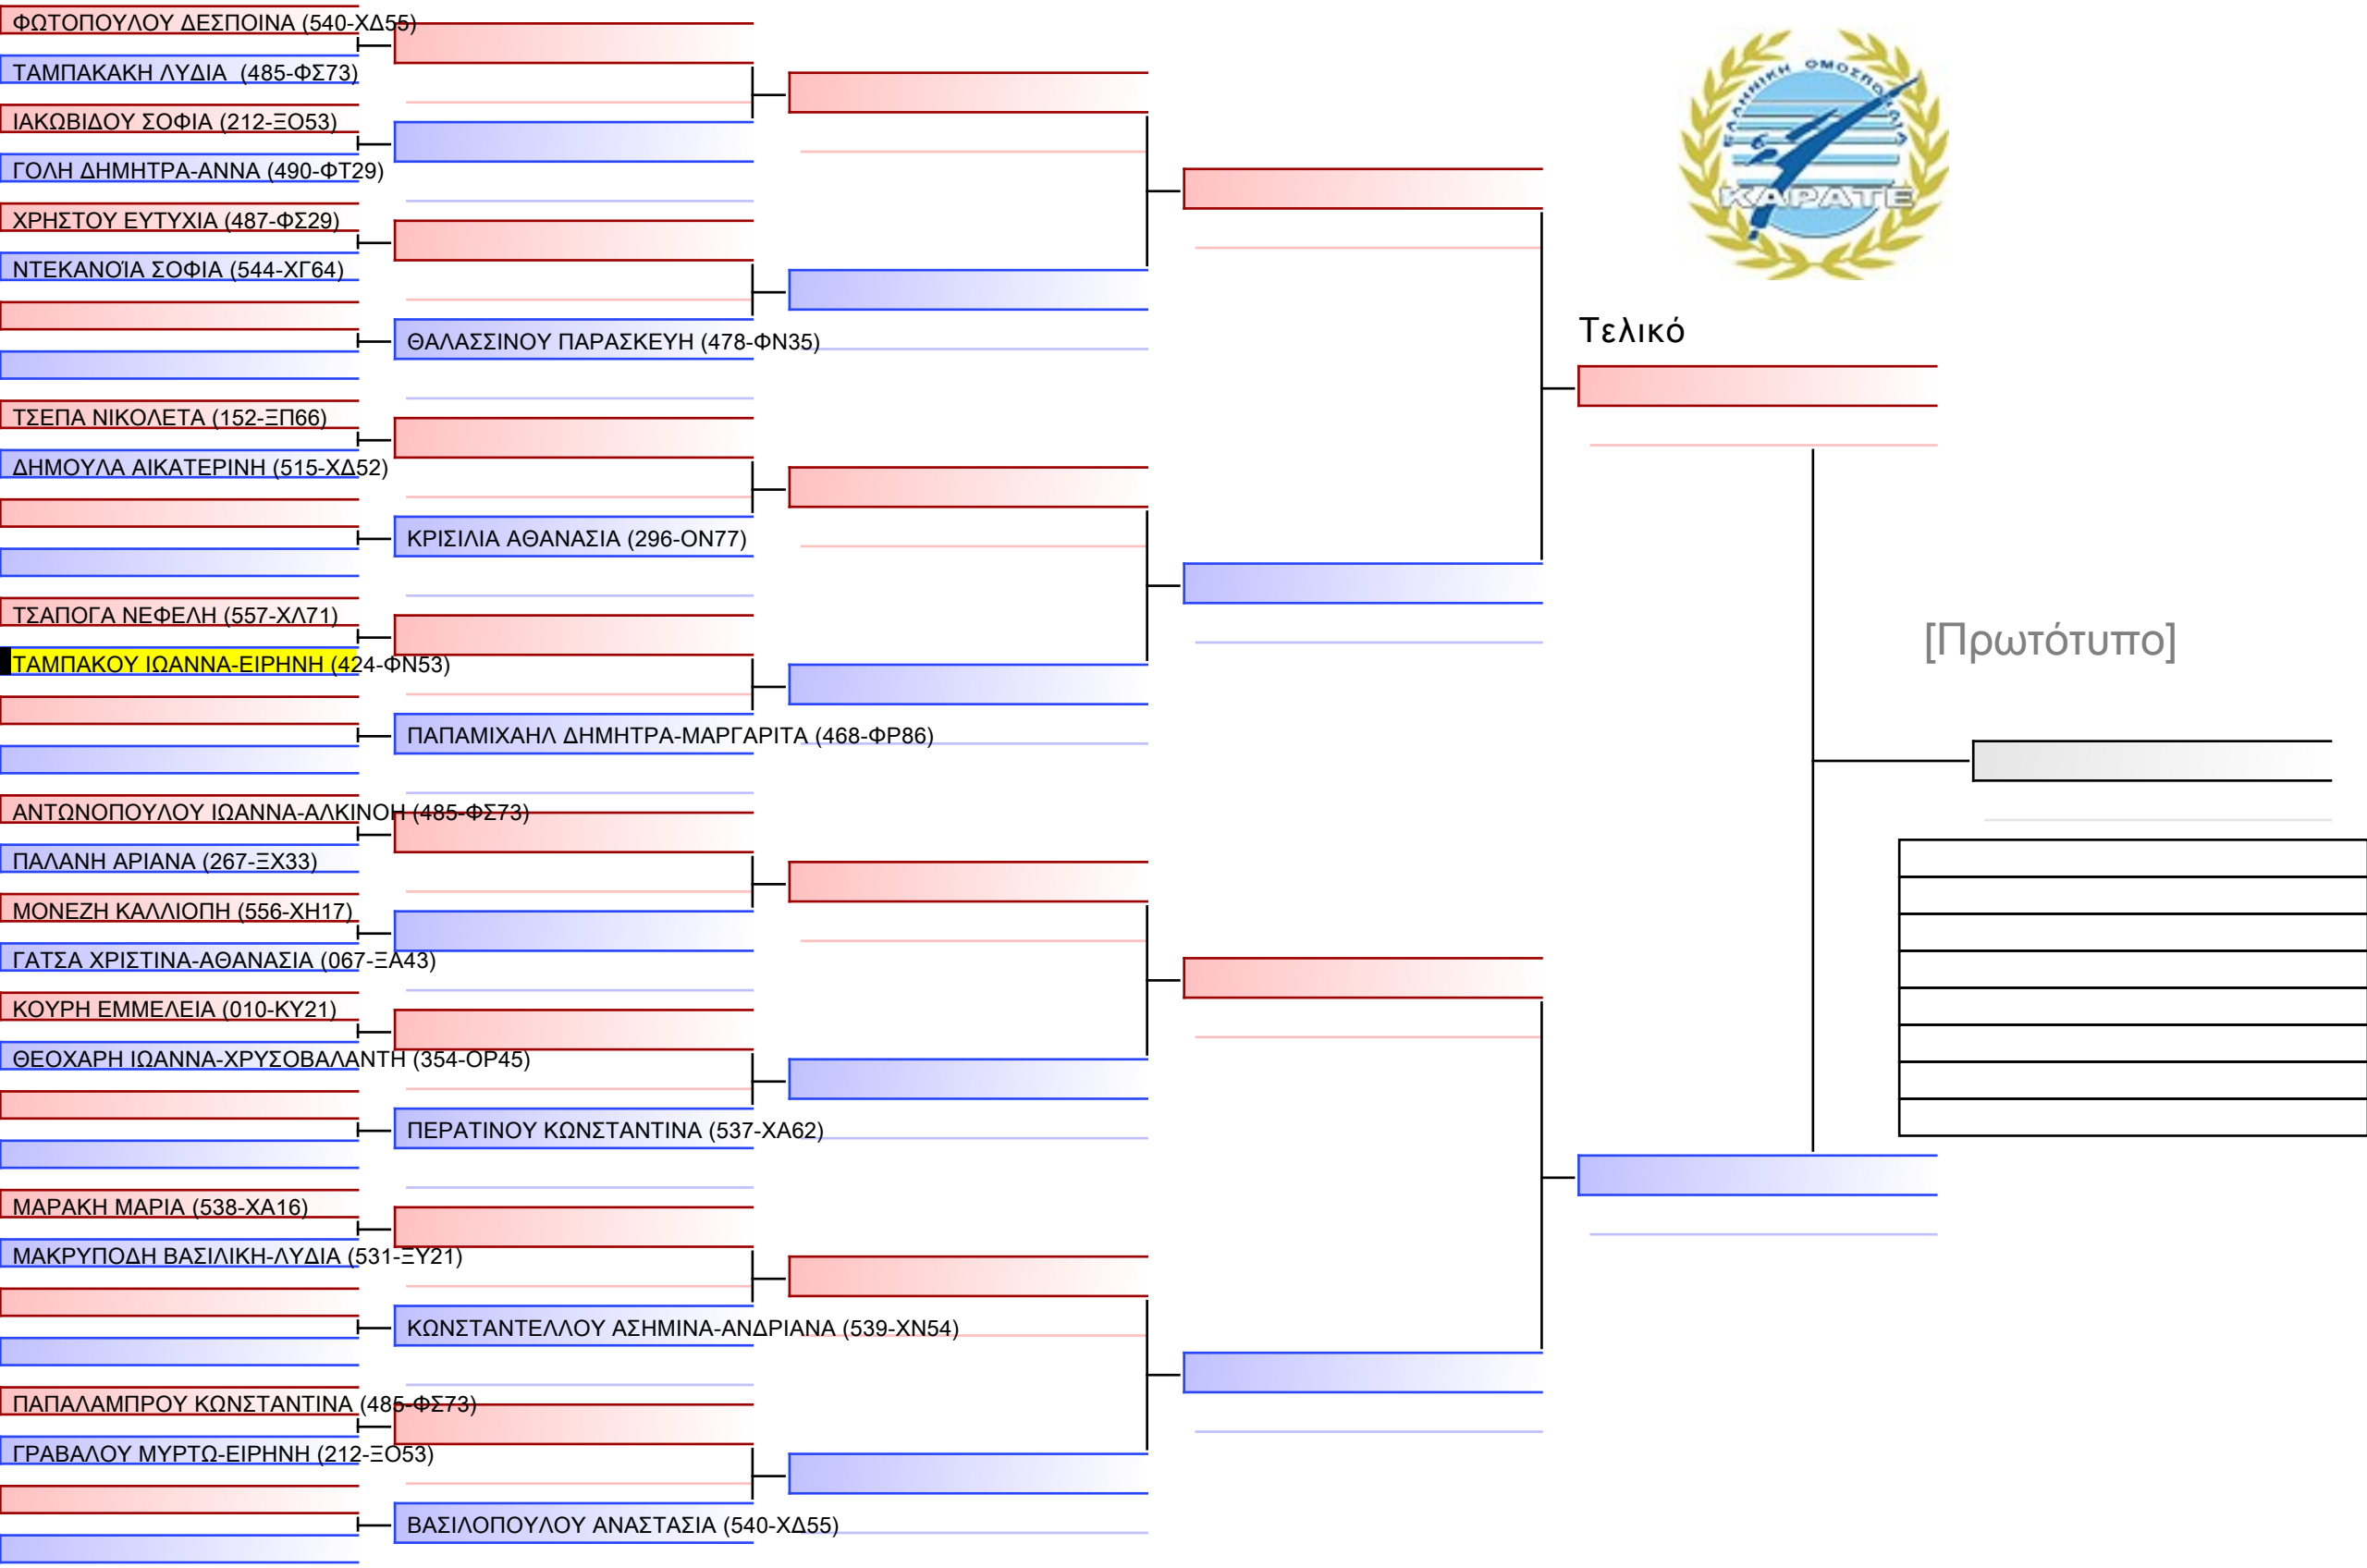 ΦΩΤΟΠΟΥΛΟΥ ΔΕΣΠΟΙΝΑ (540-ΧΔ55)
ΤΑΜΠΑΚΑΚΗ ΛΥΔΙΑ (485-ΦΣ73)
ΙΑΚΩΒΙΔΟΥ ΣΟΦΙΑ (212-ΞΟ53)
ΓΟΛΗ ΔΗΜΗΤΡΑ-ΑΝΝΑ (490-ΦΤ29)
ΧΡΗΣΤΟΥ ΕΥΤΥΧΙΑ (487-ΦΣ29)
ΝΤΕΚΑΝΟΪΑ ΣΟΦΙΑ (544-ΧΓ64)
ΘΑΛΑΣΣΙΝΟΥ ΠΑΡΑΣΚΕΥΗ (478-ΦΝ35)
ΤΣΕΠΑ ΝΙΚΟΛΕΤΑ (152-ΞΠ66)
ΔΗΜΟΥΛΑ ΑΙΚΑΤΕΡΙΝΗ (515-ΧΔ52)
ΚΡΙΣΙΛΙΑ ΑΘΑΝΑΣΙΑ (296-ΟΝ77)
ΤΣΑΠΟΓΑ ΝΕΦΕΛΗ (557-ΧΛ71)
ΤΑΜΠΑΚΟΥ ΙΩΑΝΝΑ-ΕΙΡΗΝΗ (424-ΦΝ53)
ΠΑΠΑΜΙΧΑΗΛ ΔΗΜΗΤΡΑ-ΜΑΡΓΑΡΙΤΑ (468-ΦΡ86)
ΑΝΤΩΝΟΠΟΥΛΟΥ ΙΩΑΝΝΑ-ΑΛΚΙΝΟΗ (485-ΦΣ73)
ΠΑΛΑΝΗ ΑΡΙΑΝΑ (267-ΞΧ33)
ΜΟΝΕΖΗ ΚΑΛΛΙΟΠΗ (556-ΧΗ17)
ΓΑΤΣΑ ΧΡΙΣΤΙΝΑ-ΑΘΑΝΑΣΙΑ (067-ΞΑ43)
ΚΟΥΡΗ ΕΜΜΕΛΕΙΑ (010-ΚΥ21)
ΘΕΟΧΑΡΗ ΙΩΑΝΝΑ-ΧΡΥΣΟΒΑΛΑΝΤΗ (354-ΟΡ45)
ΠΕΡΑΤΙΝΟΥ ΚΩΝΣΤΑΝΤΙΝΑ (537-ΧΑ62)
ΜΑΡΑΚΗ ΜΑΡΙΑ (538-ΧΑ16)
ΜΑΚΡΥΠΟΔΗ ΒΑΣΙΛΙΚΗ-ΛΥΔΙΑ (531-ΞΥ21)
ΚΩΝΣΤΑΝΤΕΛΛΟΥ ΑΣΗΜΙΝΑ-ΑΝΔΡΙΑΝΑ (539-ΧΝ54)
ΠΑΠΑΛΑΜΠΡΟΥ ΚΩΝΣΤΑΝΤΙΝΑ (485-ΦΣ73)
ΓΡΑΒΑΛΟΥ ΜΥΡΤΩ-ΕΙΡΗΝΗ (212-ΞΟ53)
ΒΑΣΙΛΟΠΟΥΛΟΥ ΑΝΑΣΤΑΣΙΑ (540-ΧΔ55)
ΕΛΛΗΝΙΚΗ ΟΜΟΣΠΟΝΔΙΑ
ΚΑΡΑΤΕ
Τελικό
[Πρωτότυπο]